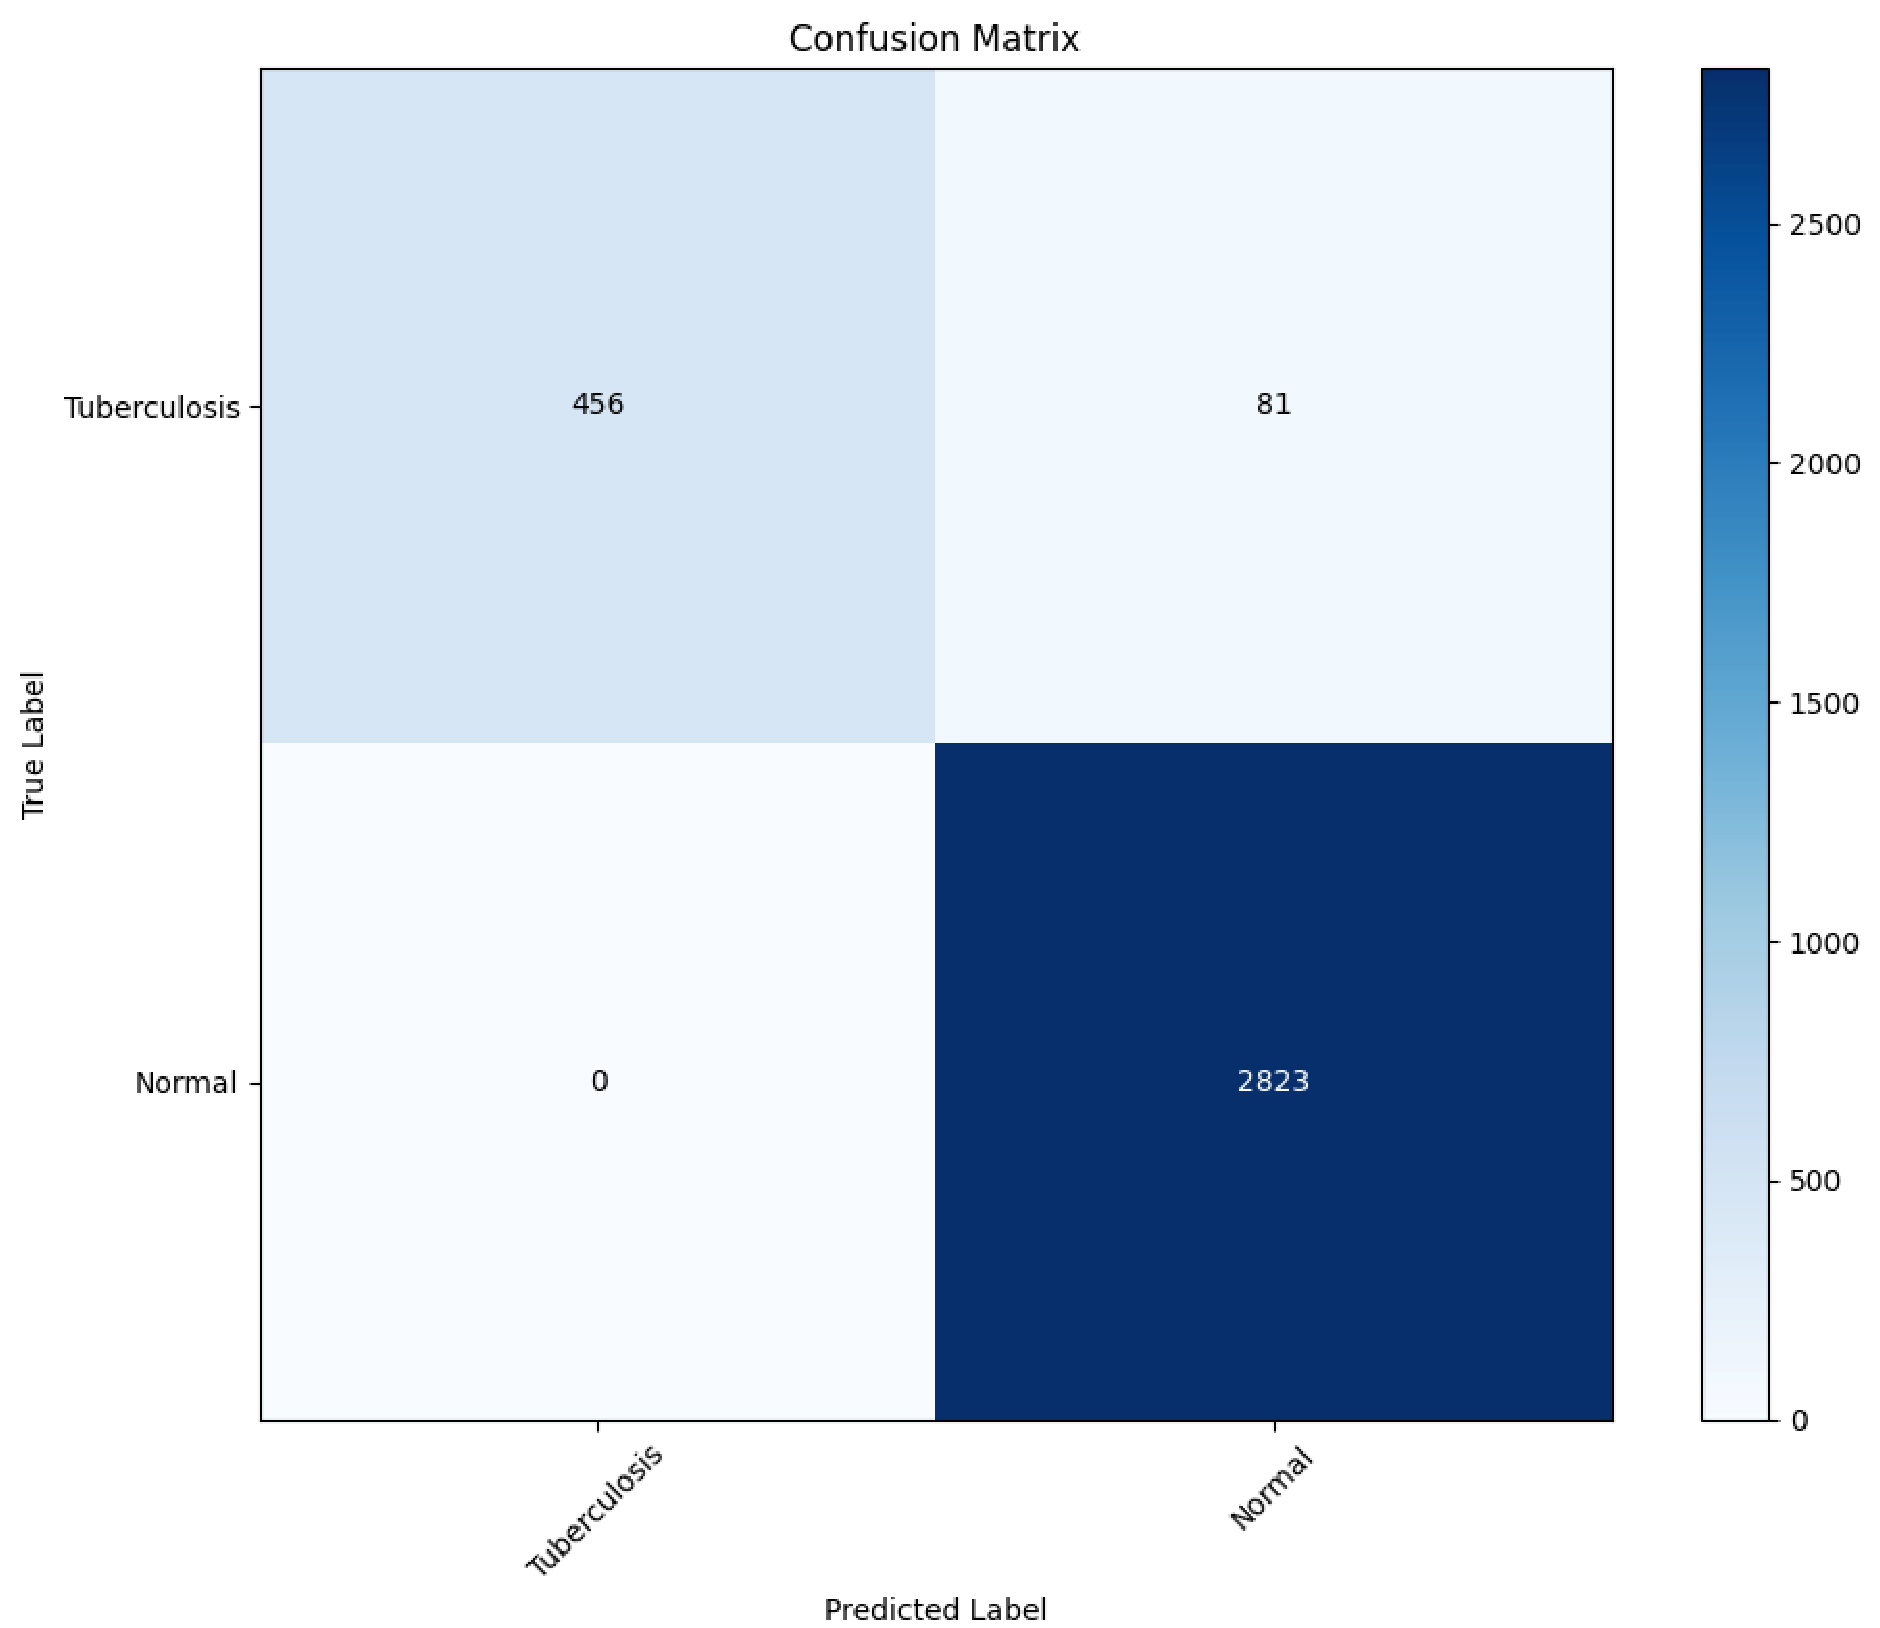 Confusion Matrix
True Label
Tuberculosis
Normal
456
81
0
2823
Tuberculosis
Normal
Predicted Label
2500
2000
1500
1000
500
0